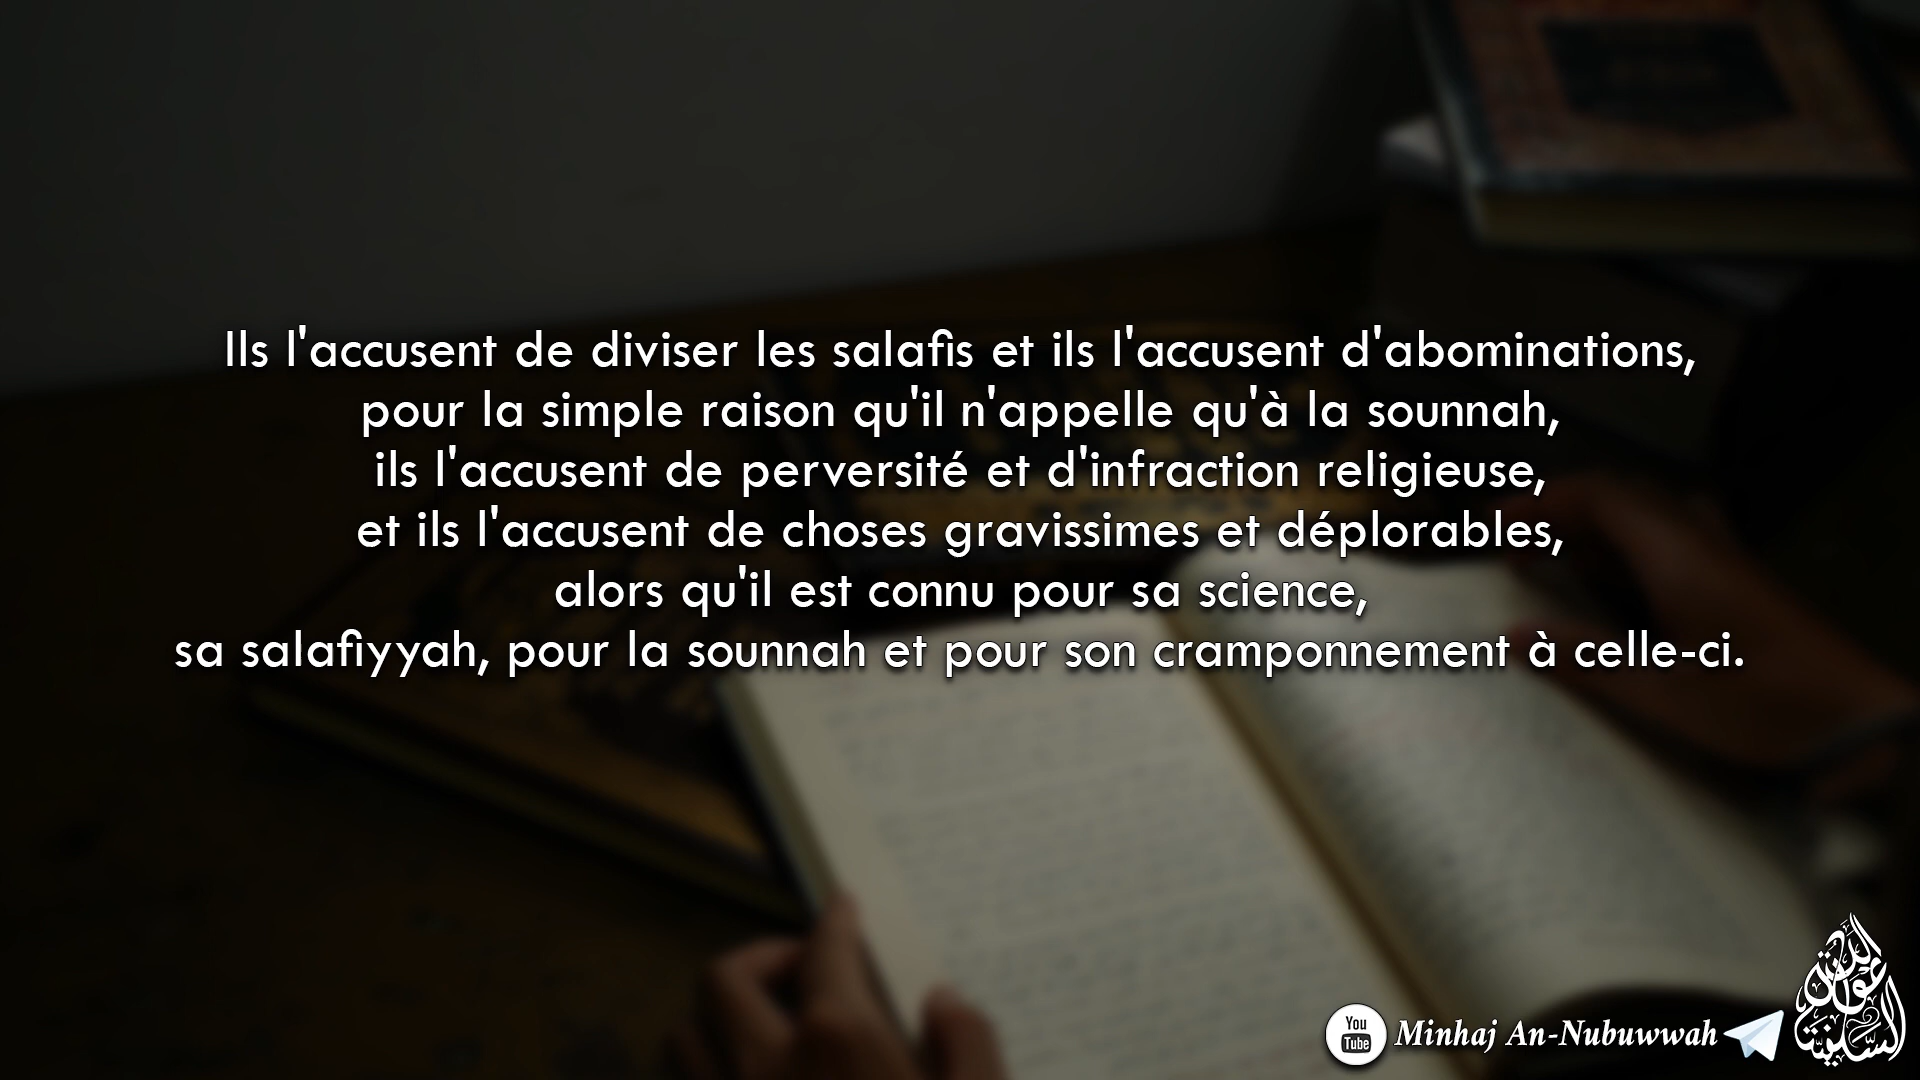 Ils l'accusent de diviser les salafis et ils l'accusent d'abominations,
pour la simple raison qu'il n'appelle qu'à la sounnah,
ils l'accusent de perversité et d'infraction religieuse,
et ils l'accusent de choses gravissimes et déplorables,
alors qu'il est connu pour sa science,
sa salafiyyah, pour la sounnah et pour son cramponnement à celle-ci.
You
Tube
Minhaj An-Nubuwwah